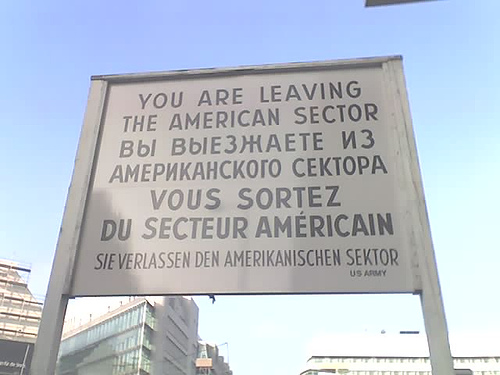 YOU ARE LEAVING
THE AMERICAN SECTOR
ВЫ ВЫЕЗЖАЕТЕ ИЗ
АМЕРИКАНСКОГО СЕКТОРА
VOUS SORTEZ
DU SECTEUR AMÉRICAIN
SIE VERLASSEN DEN AMERIKANISCHEN SEKTOR
US ARMY